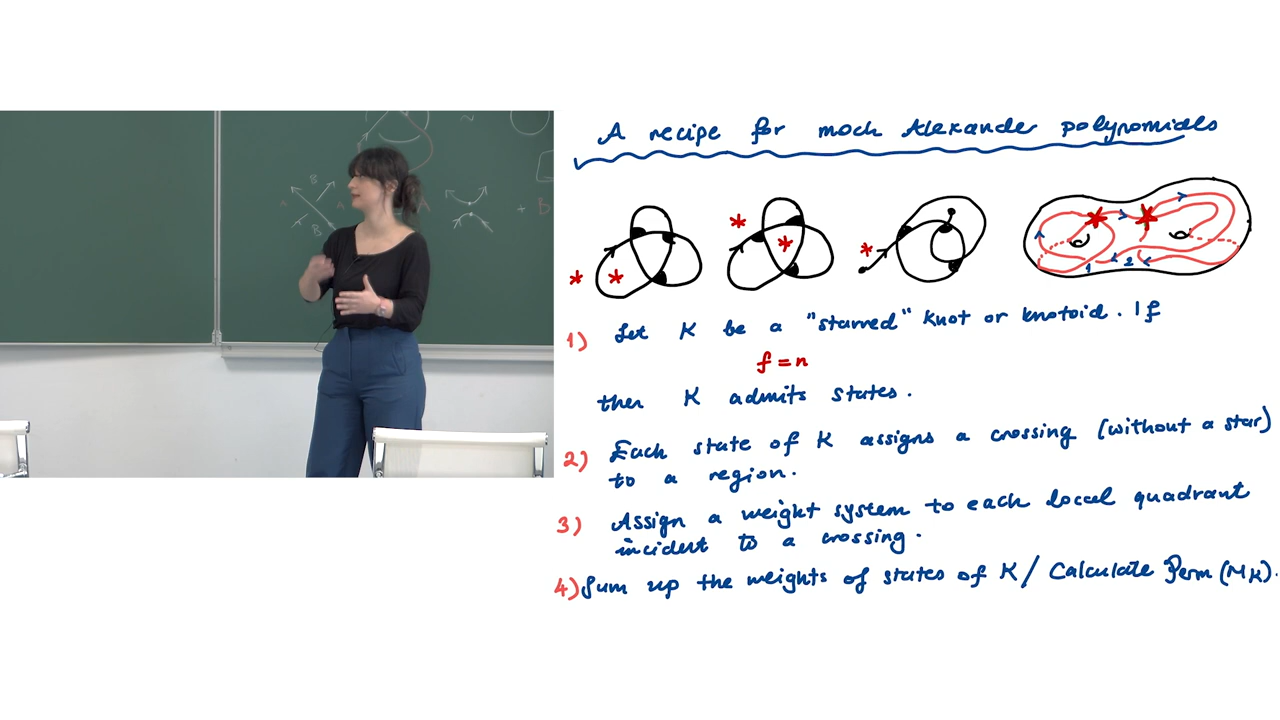 A recipe for mock Alexander polynomials
1) Let K be a "starred" knot or knotoid. If
f = n
then K admits states.
2) Each state of K assigns a crossing (without a star)
to a region.
3) Assign a weight system to each local quadrant
incident to a crossing.
4) Sum up the weights of states of K / Calculate Perm (M_K).
1 2
B
A A
B
+ B
~